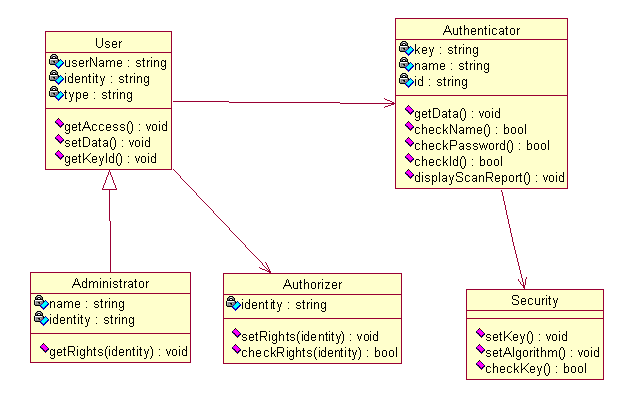 User
userName : string
identity : string
type : string
getAccess() : void
setData() : void
getKeyId() : void
Authenticator
key : string
name : string
id : string
getData() : void
checkName() : bool
checkPassword() : bool
checkId() : bool
displayScanReport() : void
Administrator
name : string
identity : string
getRights(identity) : void
Authorizer
identity : string
setRights(identity) : void
checkRights(identity) : bool
Security
setKey() : void
setAlgorithm() : void
checkKey() : bool